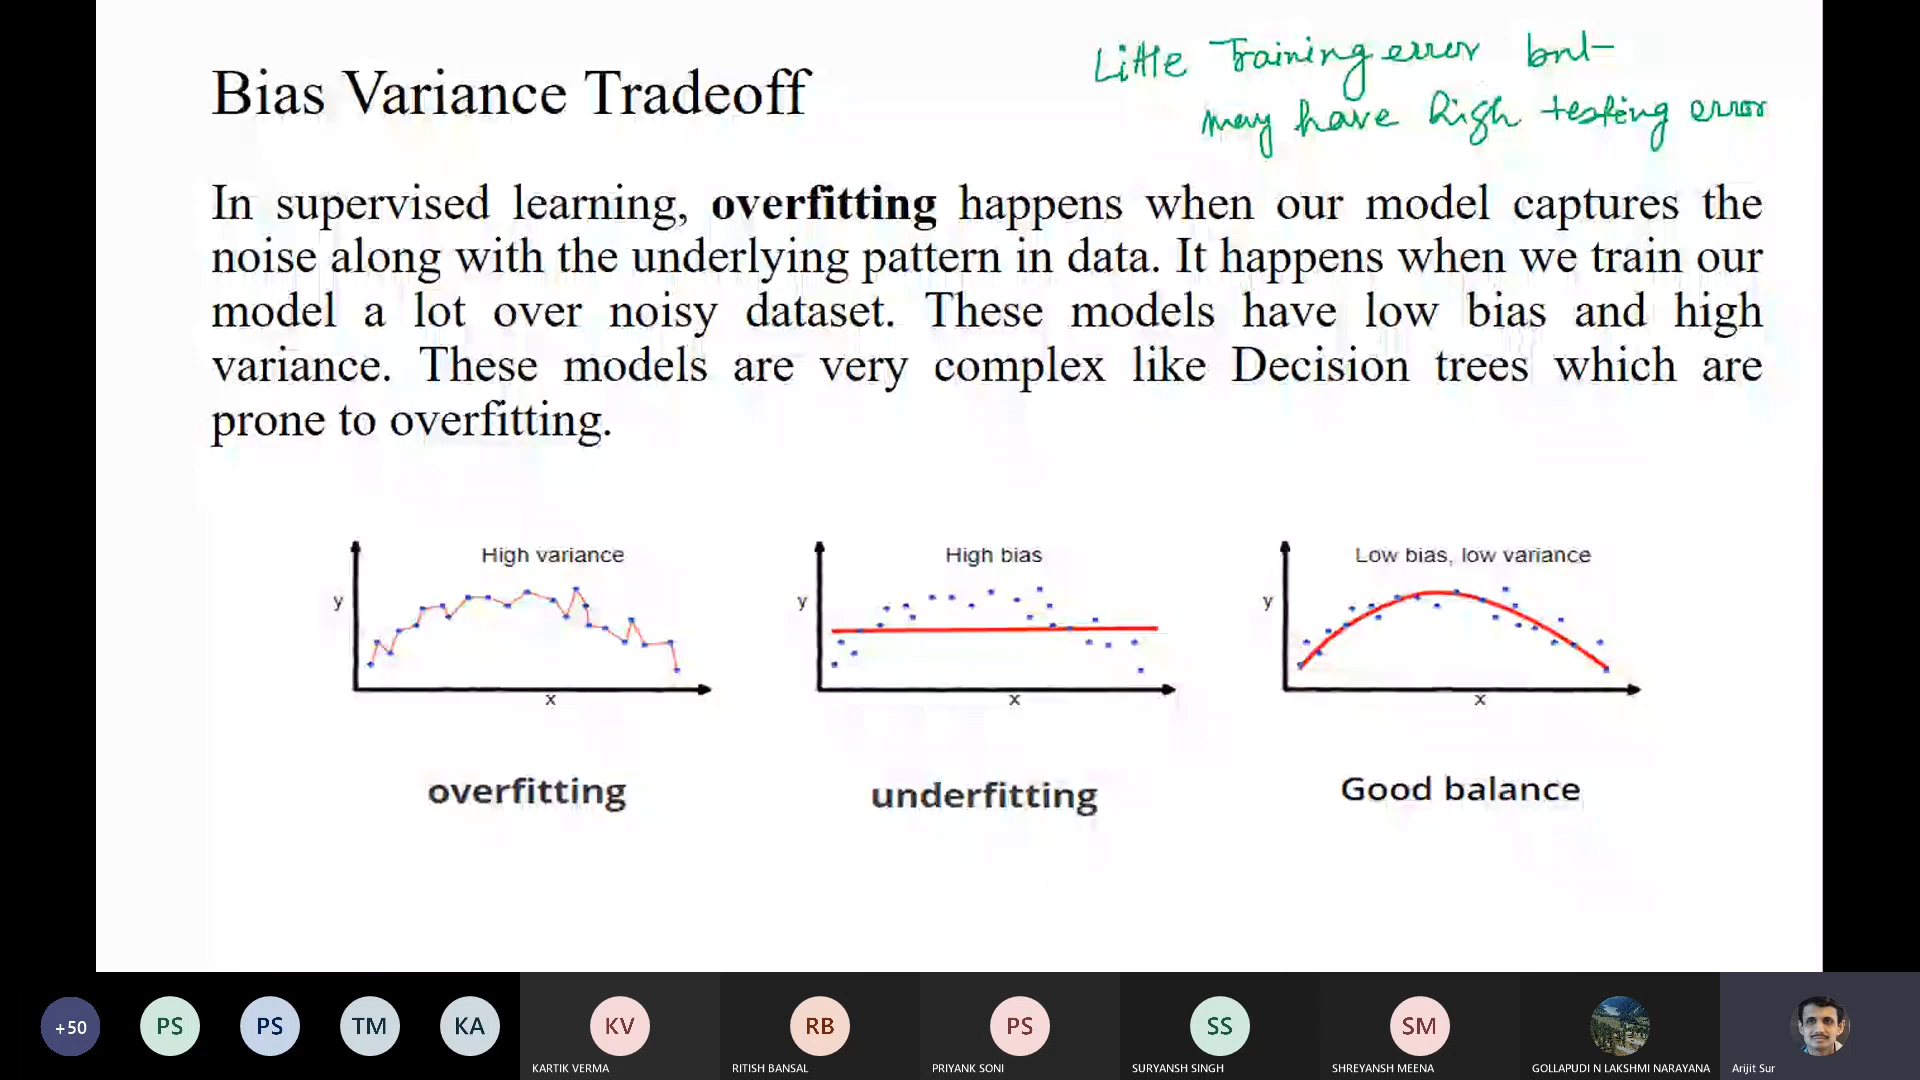 Little Training error but
may have high testing error
Bias Variance Tradeoff
In supervised learning, overfitting happens when our model captures the
noise along with the underlying pattern in data. It happens when we train our
model a lot over noisy dataset. These models have low bias and high
variance. These models are very complex like Decision trees which are
prone to overfitting.
High variance
y
x
overfitting
High bias
y
x
underfitting
Low bias, low variance
y
x
Good balance
+50
PS
PS
TM
KA
KV
KARTIK VERMA
RB
RITISH BANSAL
PS
PRIYANK SONI
SS
SURYANSH SINGH
SM
SHREYANSH MEENA
GOLLAPUDI N LAKSHMI NARAYANA
Arijit Sur